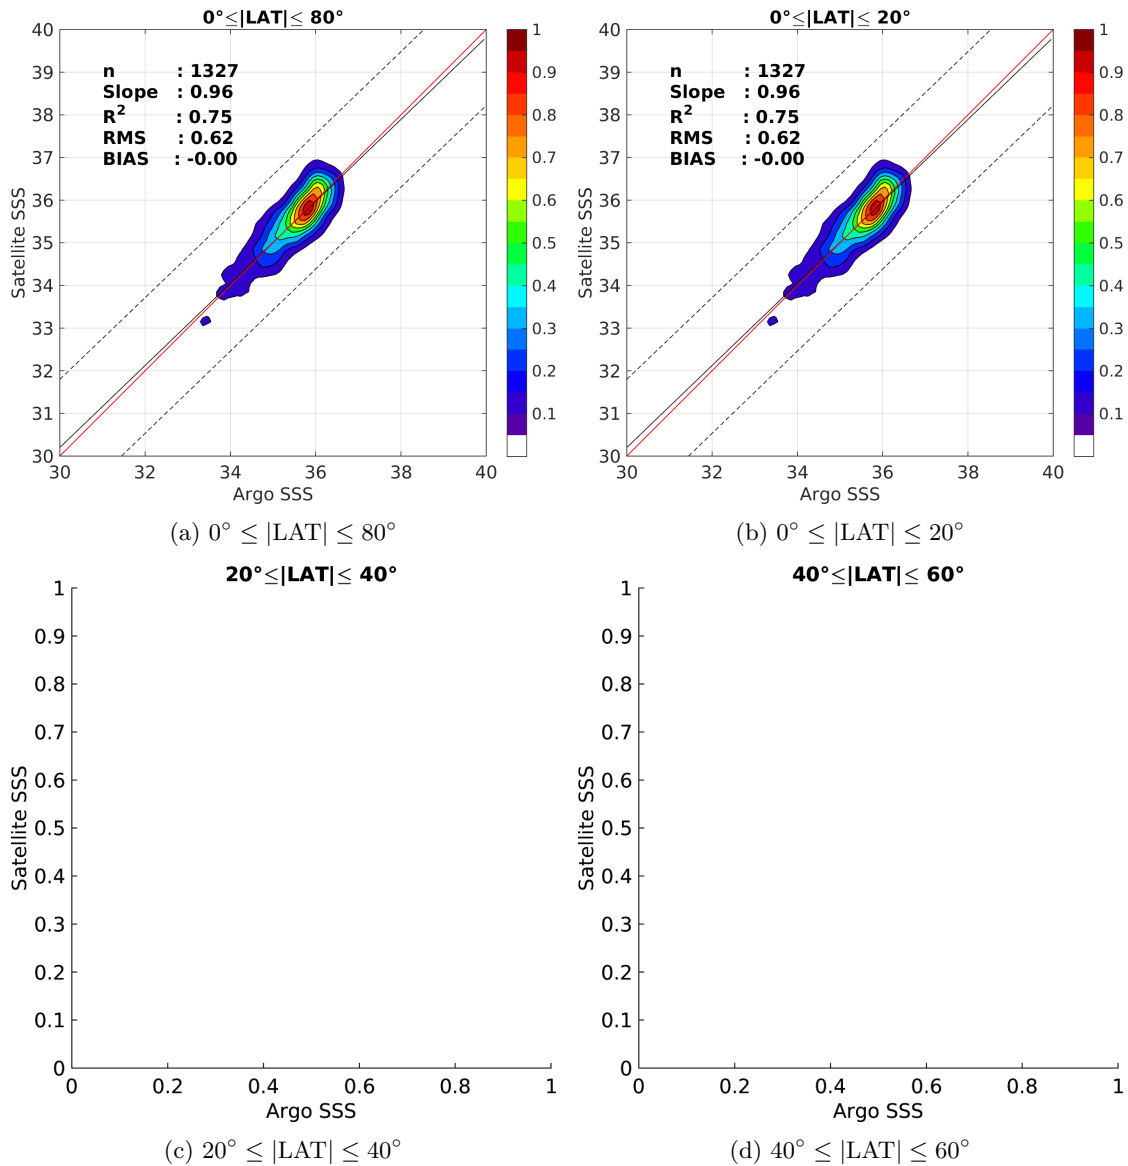 0°≤|LAT|≤ 80°
40
39
38
37
36
35
34
33
32
31
30
Satellite SSS
n : 1327
Slope : 0.96
R² : 0.75
RMS : 0.62
BIAS : -0.00
30 32 34 36 38 40
Argo SSS
1
0.9
0.8
0.7
0.6
0.5
0.4
0.3
0.2
0.1
(a) 0° ≤ |LAT| ≤ 80°
0°≤|LAT|≤ 20°
40
39
38
37
36
35
34
33
32
31
30
Satellite SSS
n : 1327
Slope : 0.96
R² : 0.75
RMS : 0.62
BIAS : -0.00
30 32 34 36 38 40
Argo SSS
1
0.9
0.8
0.7
0.6
0.5
0.4
0.3
0.2
0.1
(b) 0° ≤ |LAT| ≤ 20°
20°≤|LAT|≤ 40°
1
0.9
0.8
0.7
0.6
0.5
0.4
0.3
0.2
0.1
0
Satellite SSS
0 0.2 0.4 0.6 0.8 1
Argo SSS
(c) 20° ≤ |LAT| ≤ 40°
40°≤|LAT|≤ 60°
1
0.9
0.8
0.7
0.6
0.5
0.4
0.3
0.2
0.1
0
Satellite SSS
0 0.2 0.4 0.6 0.8 1
Argo SSS
(d) 40° ≤ |LAT| ≤ 60°